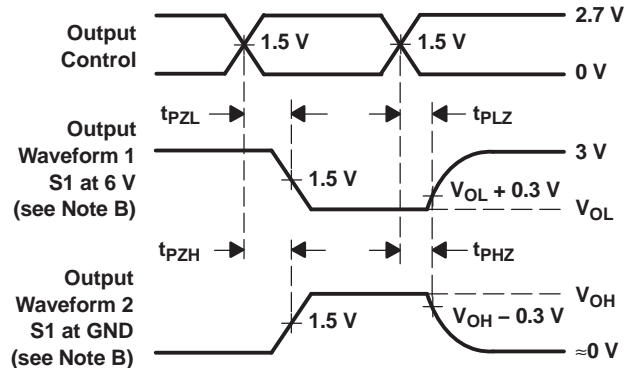 2.7 V
Output
Control
1.5 V
1.5 V
0 V
tPZL
tPLZ
Output
Waveform 1
S1 at 6 V
(see Note B)
3 V
1.5 V
VOL + 0.3 V
VOL
tPZH
tPHZ
Output
Waveform 2
S1 at GND
(see Note B)
VOH
1.5 V
VOH − 0.3 V
≈0 V